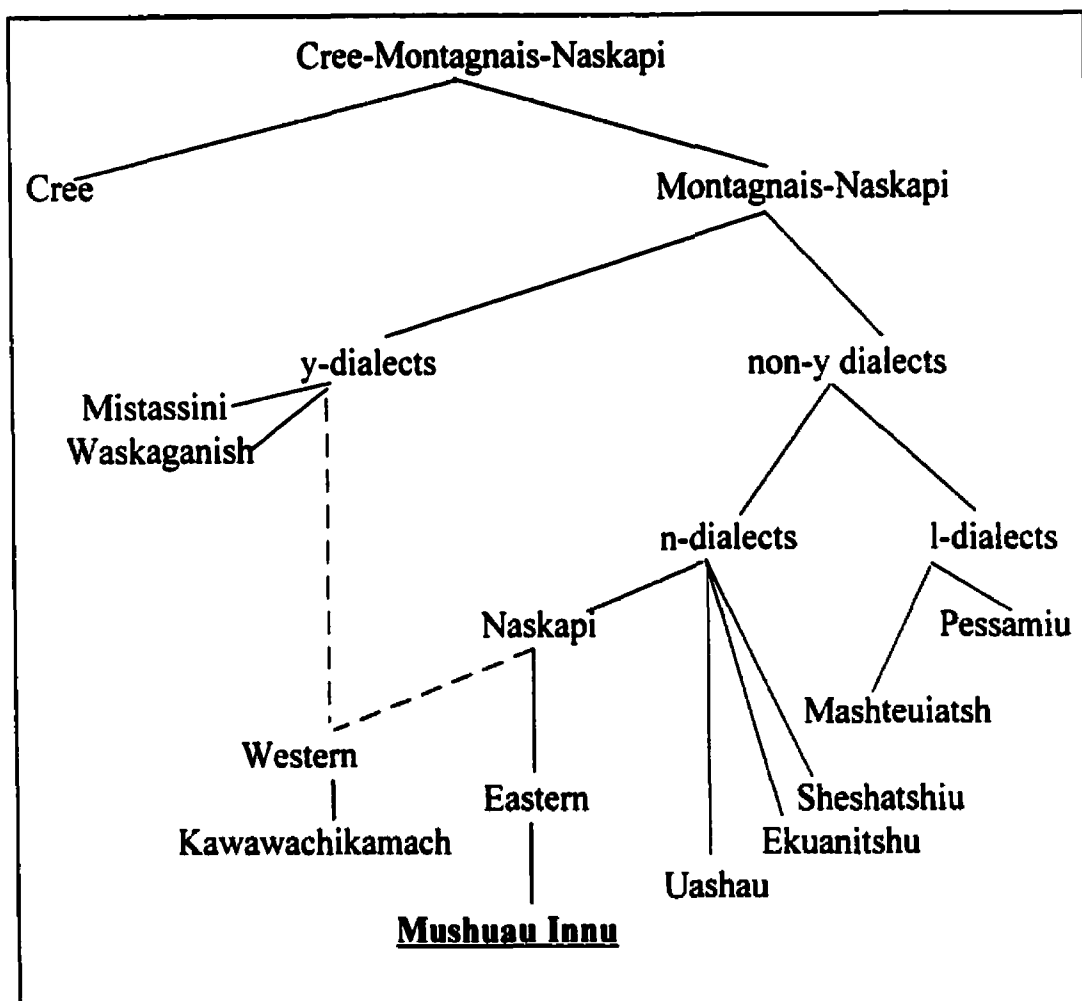 Cree-Montagnais-Naskapi
Cree
Montagnais-Naskapi
y-dialects
non-y dialects
Mistassini
Waskaganish
n-dialects
l-dialects
Naskapi
Pessamiu
Mashteuiatsh
Western
Eastern
Sheshatshiu
Kawawachikamach
Ekuanitshu
Uashau
Mushuau Innu